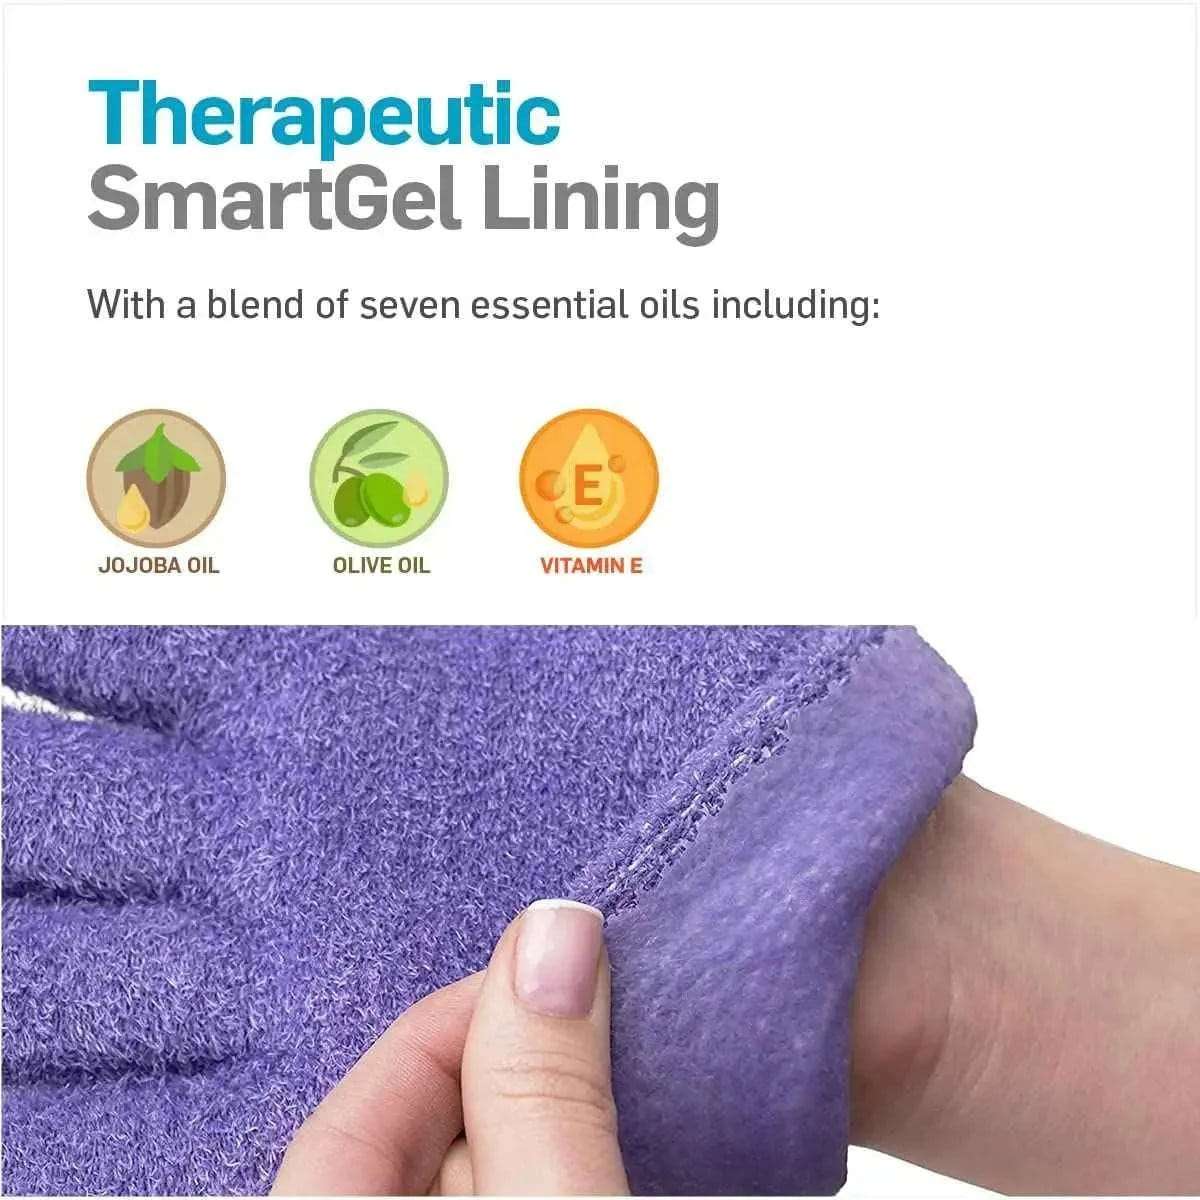 Therapeutic
SmartGel Lining
With a blend of seven essential oils including:
E
JOJOBA OIL
OLIVE OIL
VITAMIN E